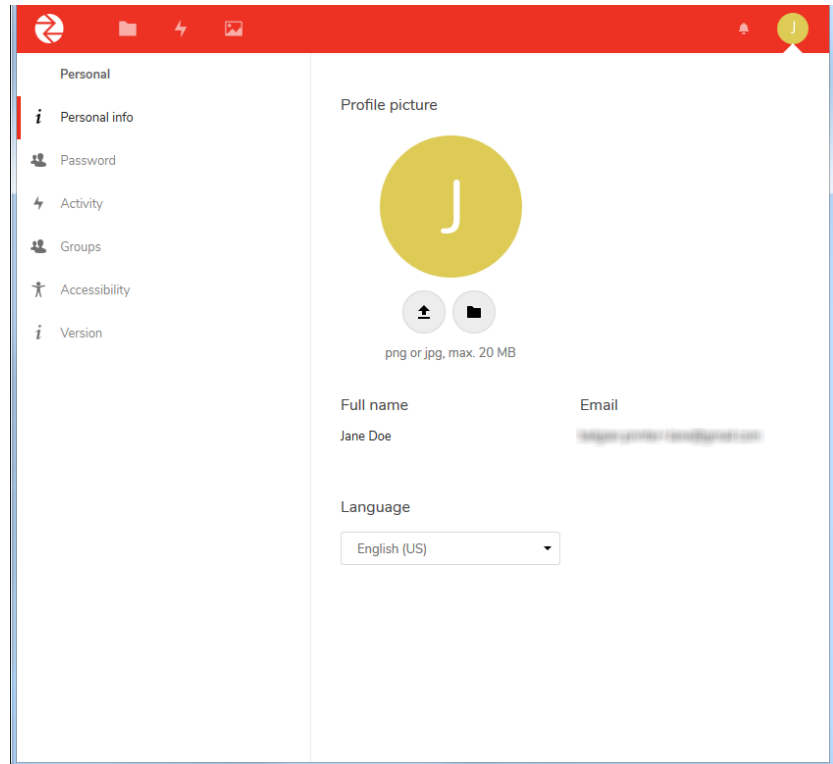 J
Personal
Personal info
Password
Activity
Groups
Accessibility
Version
Profile picture
J
png or jpg, max. 20 MB
Full name
Email
Jane Doe
Language
English (US)